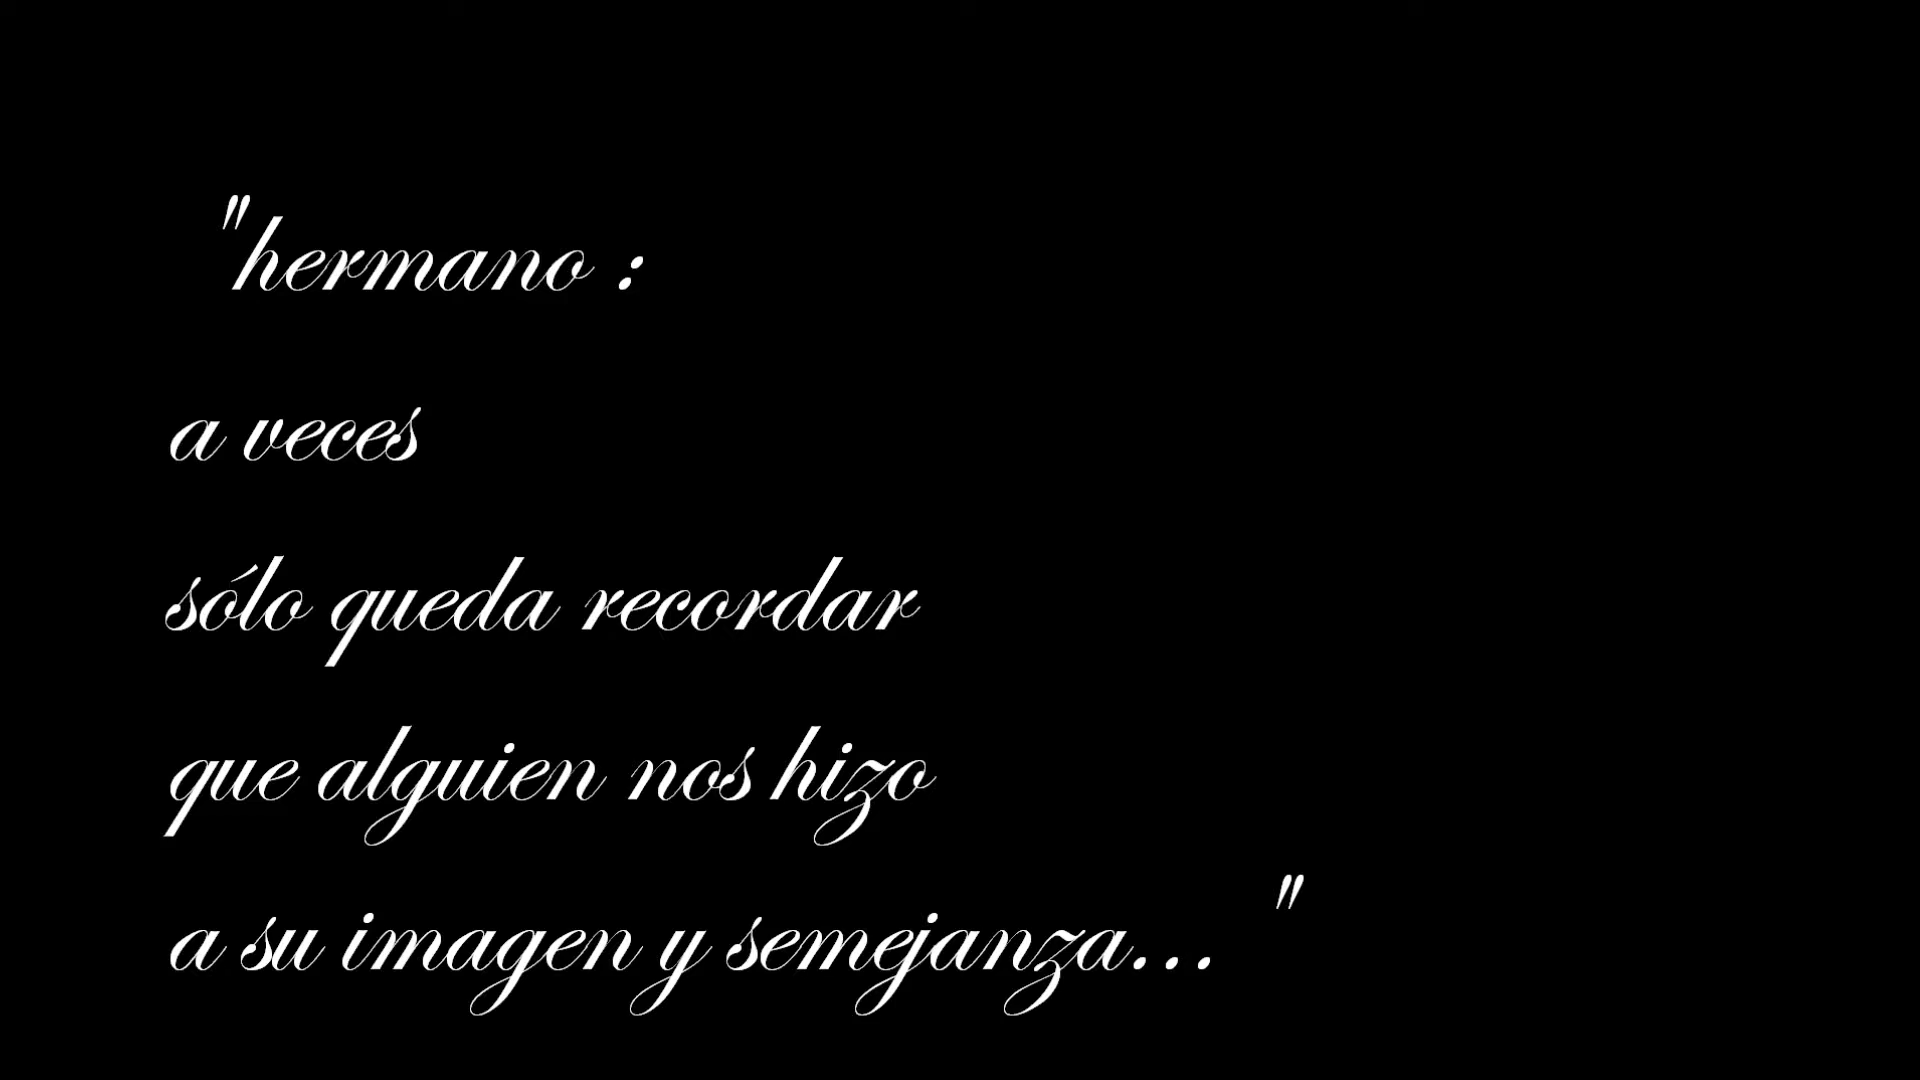 "hermano :
a veces
sólo queda recordar
que alguien nos hizo
a su imagen y semejanza... "